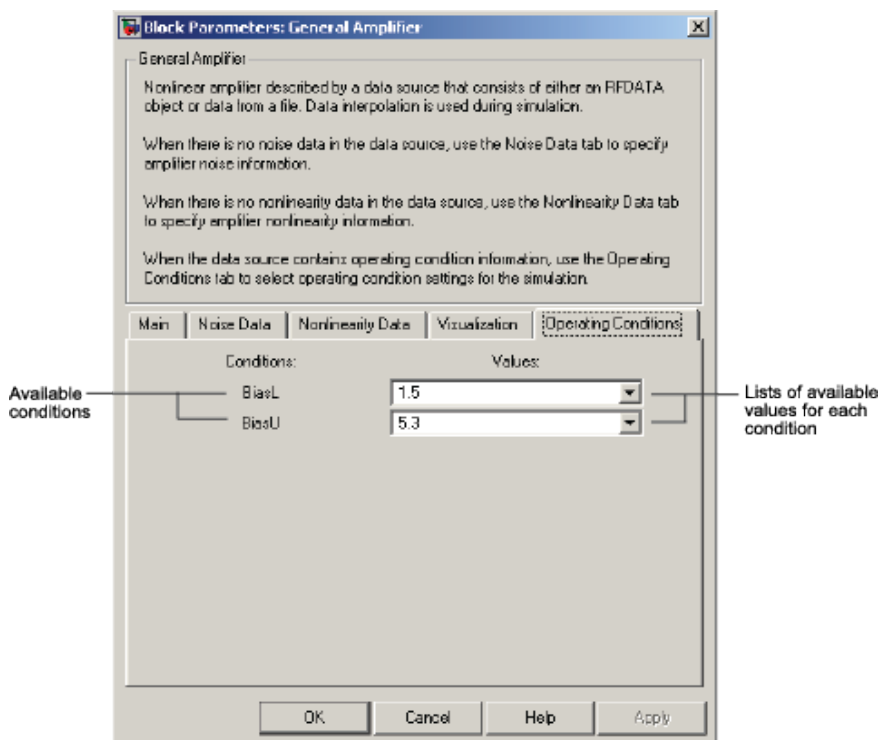 Block Parameters: General Amplifier
General Amplifier
Nonlinear amplifier described by a data source that consists of either an RFDATA
object or data from a file. Data interpolation is used during simulation.
When there is no noise data in the data source, use the Noise Data tab to specify
amplifier noise information.
When there is no nonlinearity data in the data source, use the Nonlinearity Data tab
to specify amplifier nonlinearity information.
When the data source contains operating condition information, use the Operating
Conditions tab to select operating condition settings for the simulation.
Main Noise Data Nonlinearity Data Visualization Operating Conditions
Conditions: Values:
Available
conditions
BiasL 1.5
BiasU 5.3
Lists of available
values for each
condition
OK Cancel Help Apply